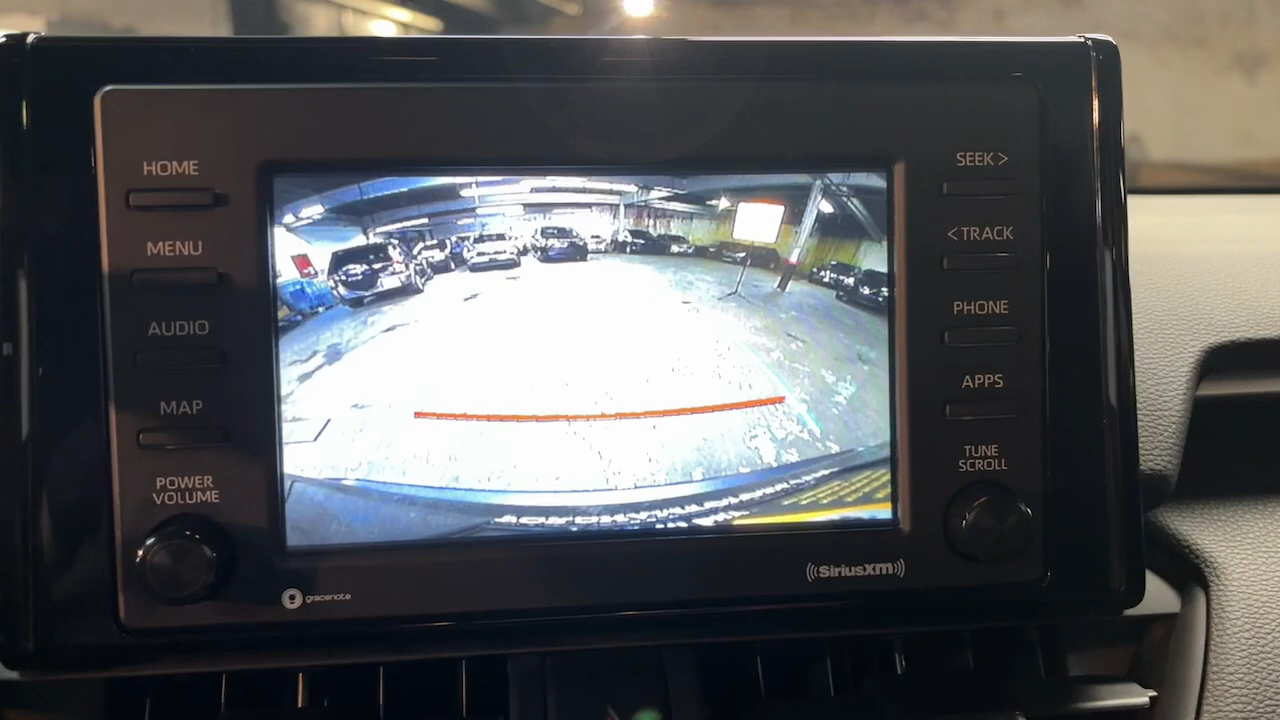 HOME
MENU
AUDIO
MAP
POWER
VOLUME
gracenote
SEEK >
< TRACK
PHONE
APPS
TUNE
SCROLL
((SiriusXM))